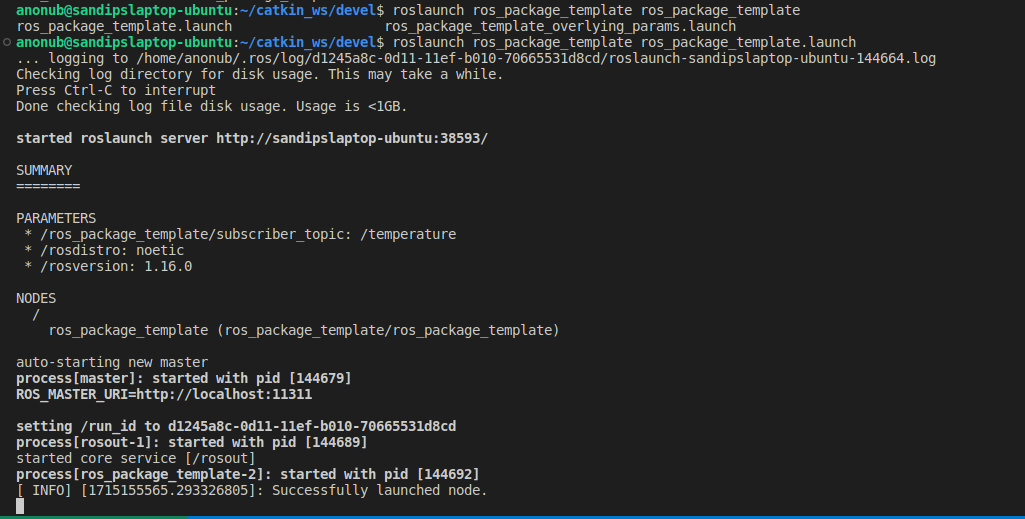 anonub@sandipslaptop-ubuntu:~/catkin_ws/devel$ roslaunch ros_package_template ros_package_template
ros_package_template.launch                   ros_package_template_overlying_params.launch
anonub@sandipslaptop-ubuntu:~/catkin_ws/devel$ roslaunch ros_package_template ros_package_template.launch
... logging to /home/anonub/.ros/log/d1245a8c-0d11-11ef-b010-70665531d8cd/roslaunch-sandipslaptop-ubuntu-144664.log
Checking log directory for disk usage. This may take a while.
Press Ctrl-C to interrupt
Done checking log file disk usage. Usage is <1GB.

started roslaunch server http://sandipslaptop-ubuntu:38593/

SUMMARY
========

PARAMETERS
 * /ros_package_template/subscriber_topic: /temperature
 * /rosdistro: noetic
 * /rosversion: 1.16.0

NODES
  /
    ros_package_template (ros_package_template/ros_package_template)

auto-starting new master
process[master]: started with pid [144679]
ROS_MASTER_URI=http://localhost:11311

setting /run_id to d1245a8c-0d11-11ef-b010-70665531d8cd
process[rosout-1]: started with pid [144689]
started core service [/rosout]
process[ros_package_template-2]: started with pid [144692]
[ INFO] [1715155565.293326805]: Successfully launched node.